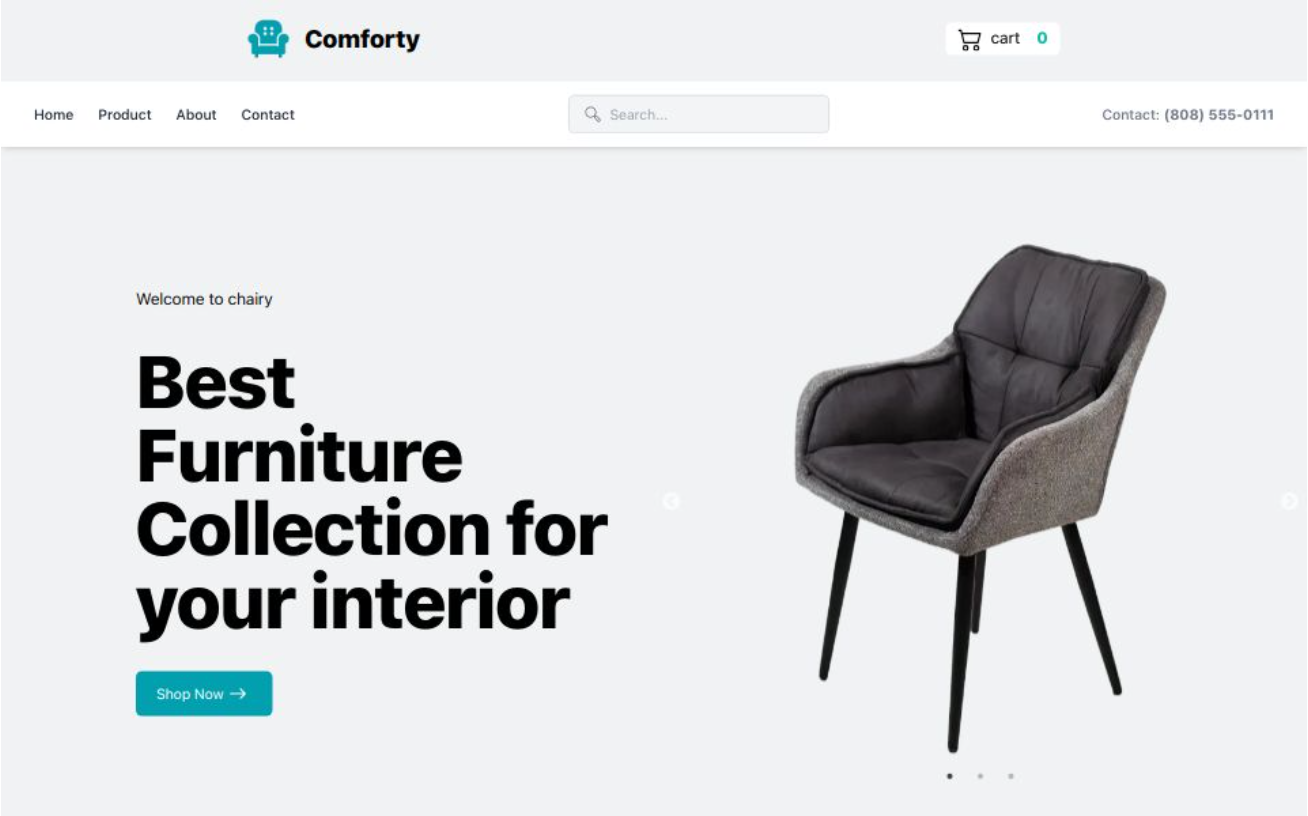 Comforty
cart 0
Home Product About Contact
Search...
Contact: (808) 555-0111
Welcome to chairy
Best
Furniture
Collection for
your interior
Shop Now →